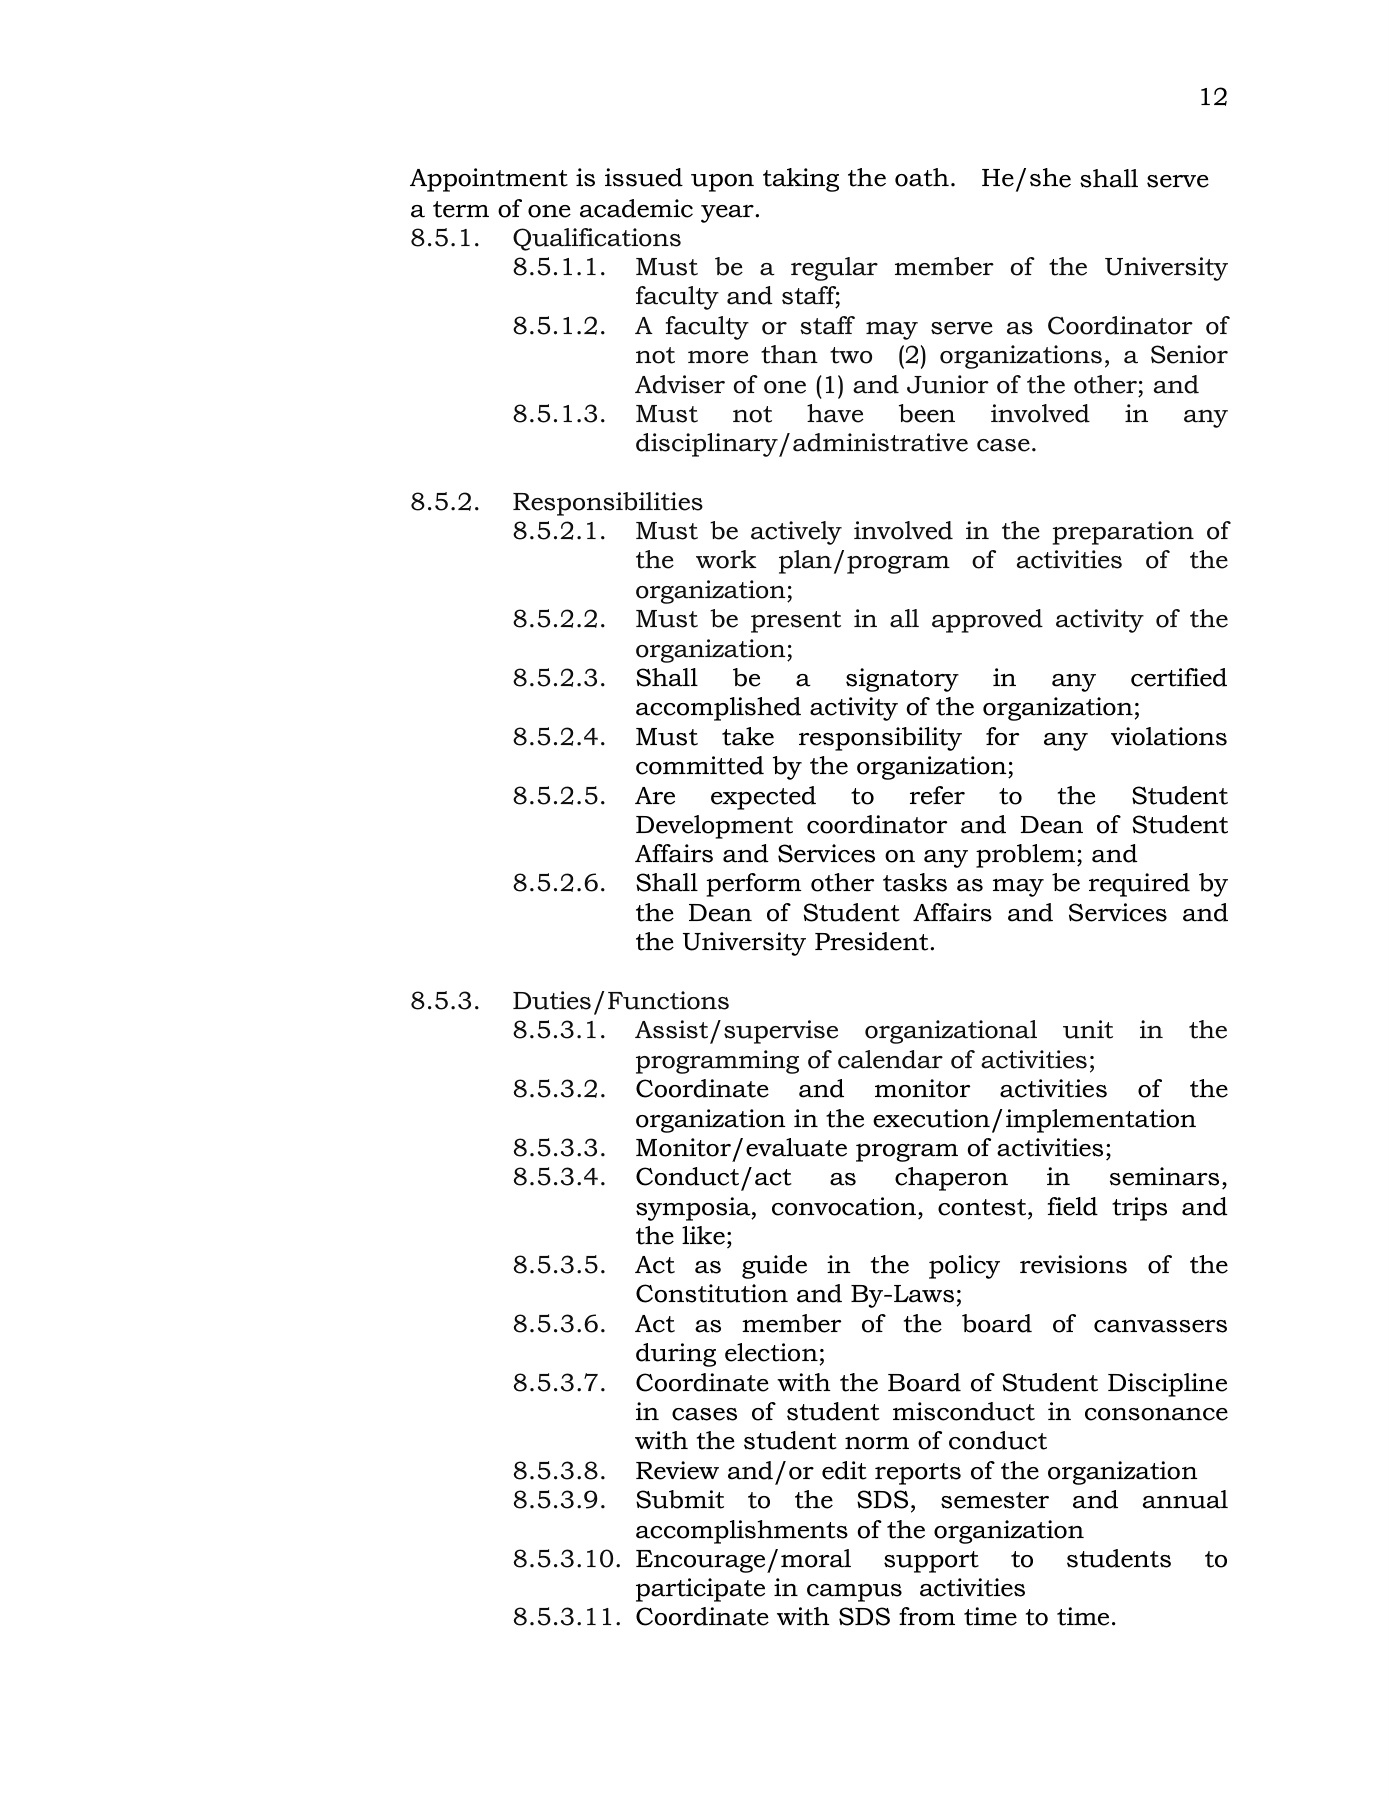 12
Appointment is issued upon taking the oath. He/she shall serve
a term of one academic year.
8.5.1. Qualifications
8.5.1.1. Must be a regular member of the University
faculty and staff;
8.5.1.2. A faculty or staff may serve as Coordinator of
not more than two (2) organizations, a Senior
Adviser of one (1) and Junior of the other; and
8.5.1.3. Must not have been involved in any
disciplinary/administrative case.
8.5.2. Responsibilities
8.5.2.1. Must be actively involved in the preparation of
the work plan/program of activities of the
organization;
8.5.2.2. Must be present in all approved activity of the
organization;
8.5.2.3. Shall be a signatory in any certified
accomplished activity of the organization;
8.5.2.4. Must take responsibility for any violations
committed by the organization;
8.5.2.5. Are expected to refer to the Student
Development coordinator and Dean of Student
Affairs and Services on any problem; and
8.5.2.6. Shall perform other tasks as may be required by
the Dean of Student Affairs and Services and
the University President.
8.5.3. Duties/Functions
8.5.3.1. Assist/supervise organizational unit in the
programming of calendar of activities;
8.5.3.2. Coordinate and monitor activities of the
organization in the execution/implementation
8.5.3.3. Monitor/evaluate program of activities;
8.5.3.4. Conduct/act as chaperon in seminars,
symposia, convocation, contest, field trips and
the like;
8.5.3.5. Act as guide in the policy revisions of the
Constitution and By-Laws;
8.5.3.6. Act as member of the board of canvassers
during election;
8.5.3.7. Coordinate with the Board of Student Discipline
in cases of student misconduct in consonance
with the student norm of conduct
8.5.3.8. Review and/or edit reports of the organization
8.5.3.9. Submit to the SDS, semester and annual
accomplishments of the organization
8.5.3.10. Encourage/moral support to students to
participate in campus activities
8.5.3.11. Coordinate with SDS from time to time.